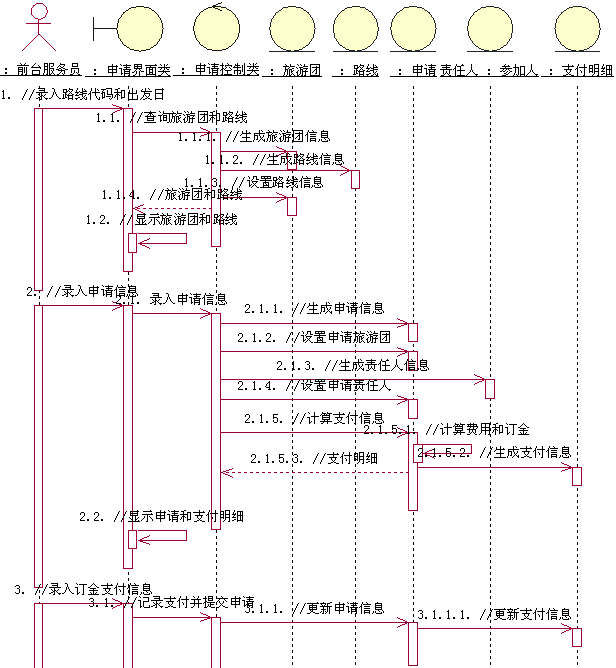 : 前台服务员 : 申请界面类 : 申请控制类 : 旅游团 : 路线 : 申请 责任人 : 参加人 : 支付明细
1. //录入路线代码和出发日
1.1. //查询旅游团和路线
1.1.1. //生成旅游团信息
1.1.2. //生成路线信息
1.1.3. //设置路线信息
1.1.4. //旅游团和路线
1.2. //显示旅游团和路线
2. //录入申请信息
2.1. 录入申请信息
2.1.1. //生成申请信息
2.1.2. //设置申请旅游团
2.1.3. //生成责任人信息
2.1.4. //设置申请责任人
2.1.5. //计算支付信息
2.1.5.1. //计算费用和订金
2.1.5.2. //生成支付信息
2.1.5.3. //支付明细
2.2. //显示申请和支付明细
3. //录入订金支付信息
3.1. //记录支付并提交申请
3.1.1. //更新申请信息
3.1.1.1. //更新支付信息